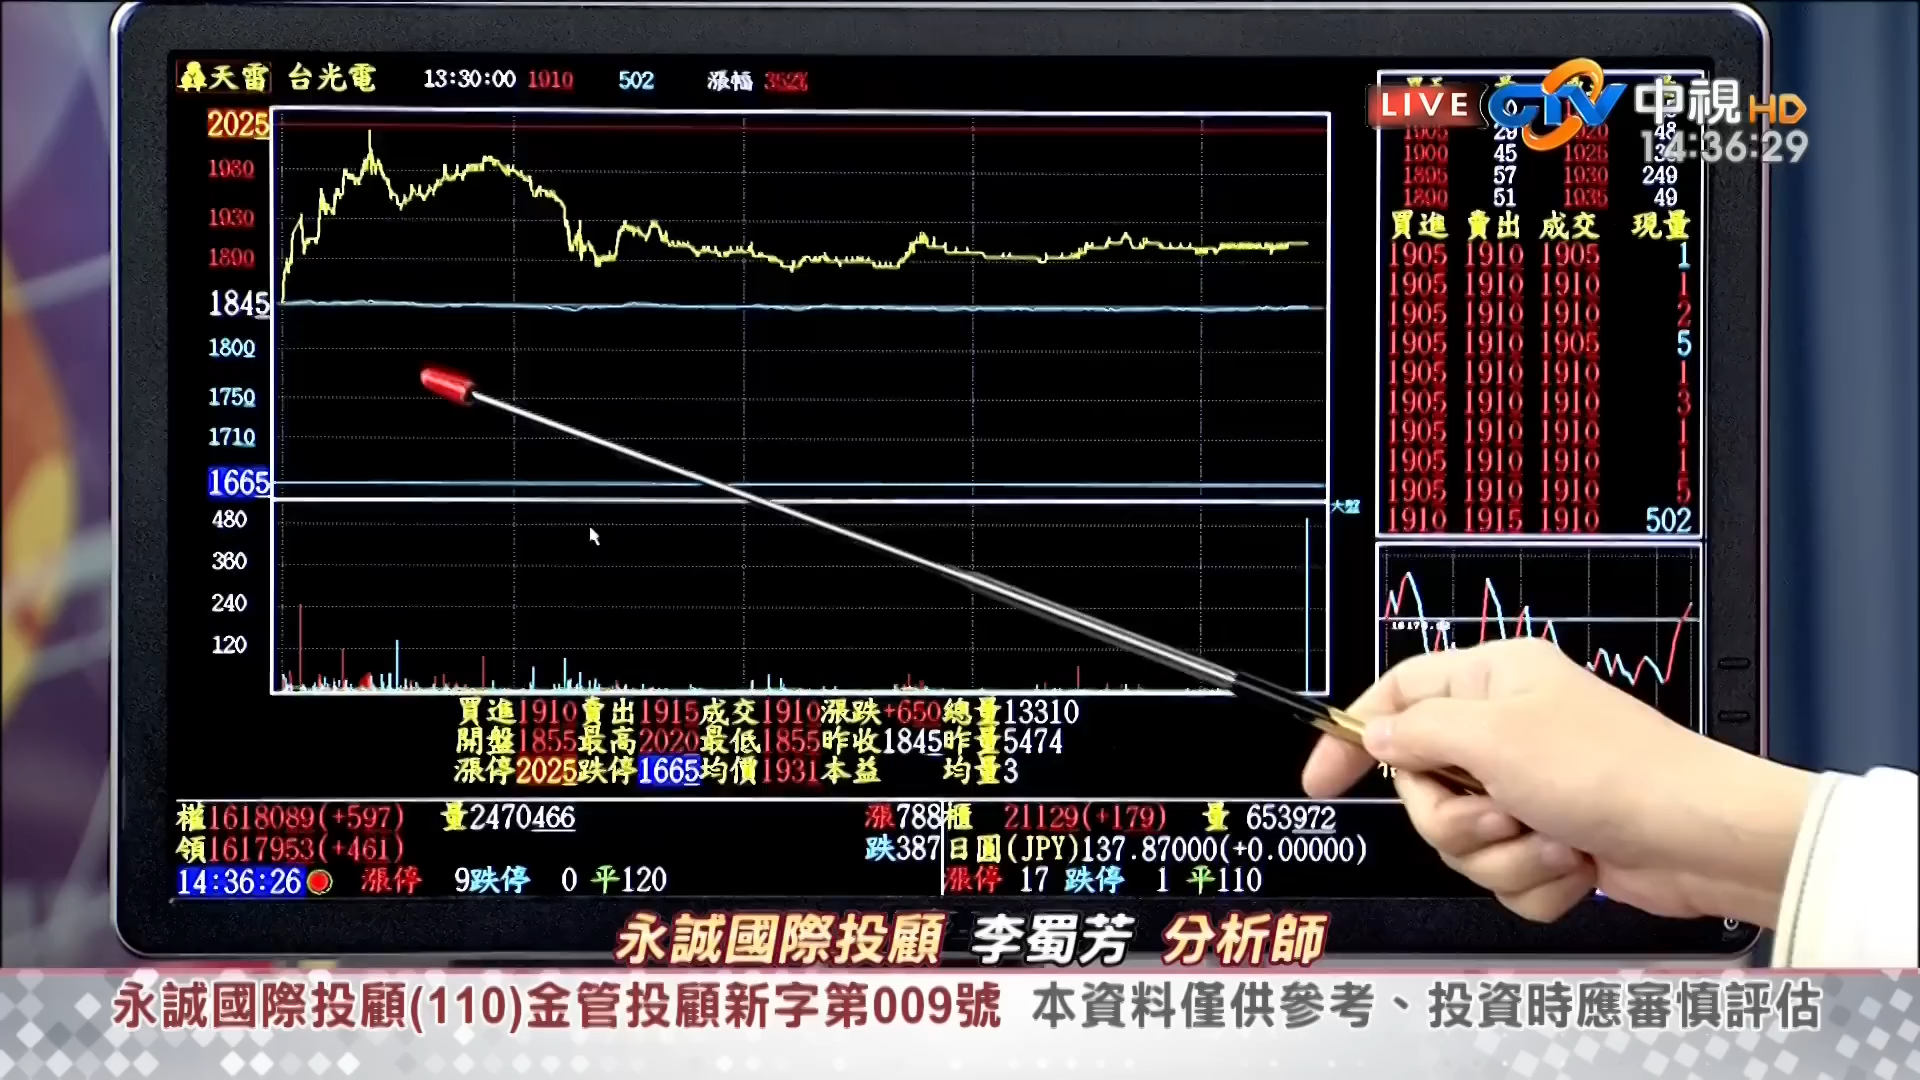 天雷 台光電 13:30:00 1910 502 漲幅 352%
LIVE CTV 中視 HD
14:36:29
2025
1980
1930
1890
1845
1800
1750
1710
1665
480
360
240
120
大盤
1905 29 1920 48
1900 45 1925
1895 57 1930 249
1890 51 1935 49
買進 賣出 成交 現量
1905 1910 1905 1
1905 1910 1910 1
1905 1910 1910 2
1905 1910 1905 5
1905 1910 1910 1
1905 1910 1910 3
1905 1910 1910 1
1905 1910 1910 1
1905 1910 1910 5
1910 1915 1910 502
買進1910賣出1915成交1910漲跌+650總量13310
開盤1855最高2020最低1855昨收1845昨量5474
漲停2025跌停1665均價1931本益 均量3
權1618089(+597) 量2470466 漲788
領1617953(+461) 跌387
14:36:26 漲停 9跌停 0 平120
櫃 21129(+179) 量 653972
日圓(JPY)137.87000(+0.00000)
漲停 17 跌停 1 平110
永誠國際投顧 李蜀芳 分析師
永誠國際投顧(110)金管投顧新字第009號 本資料僅供參考、投資時應審慎評估